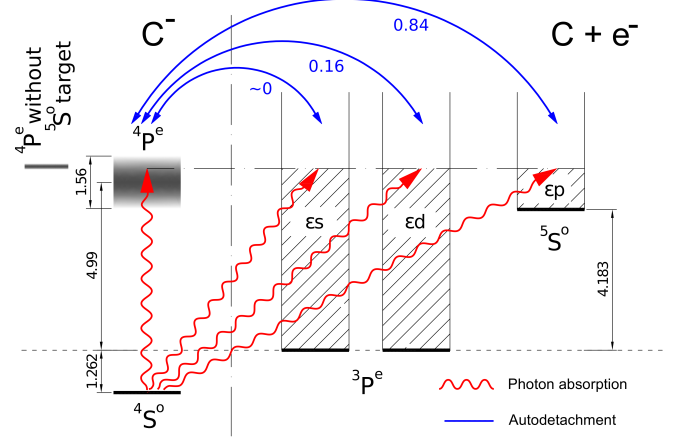 C⁻
C + e⁻
0.84
0.16
~0
⁴Pᵉ without
⁵Sᵒ target
⁴Pᵉ
1.56
εs
εd
εp
⁵Sᵒ
4.99
4.183
1.262
³Pᵉ
⁴Sᵒ
Photon absorption
Autodetachment